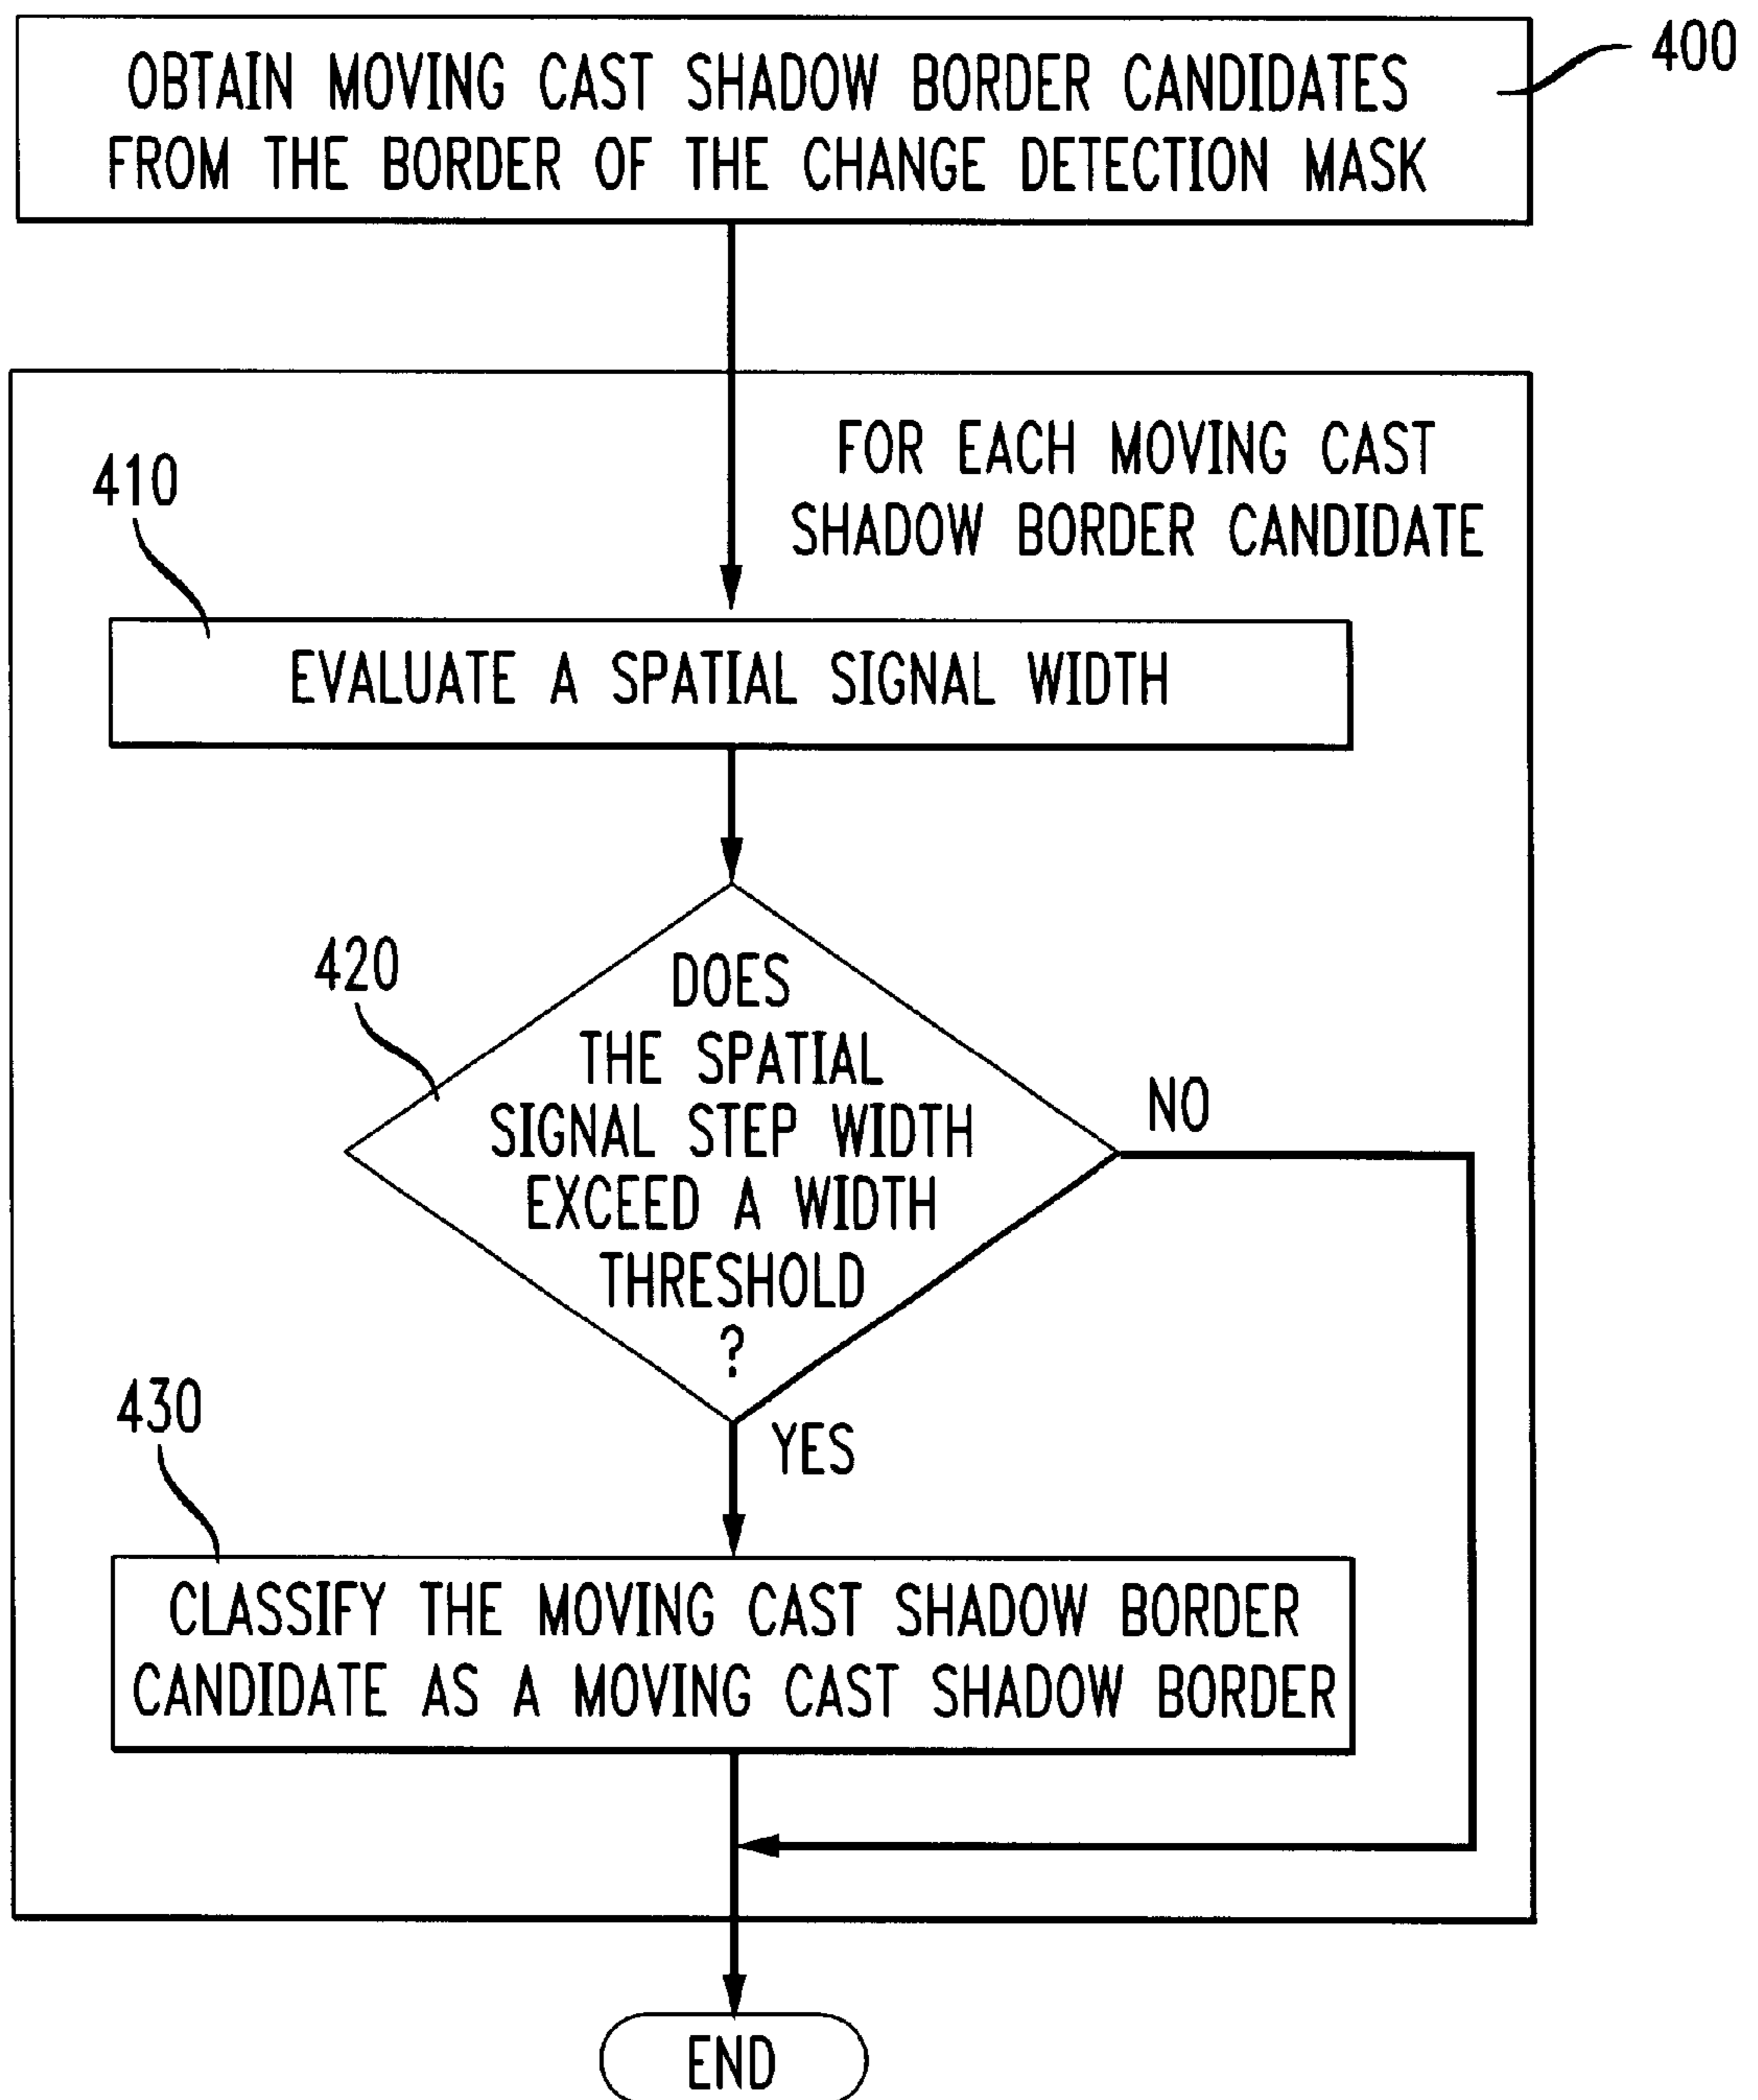 OBTAIN MOVING CAST SHADOW BORDER CANDIDATES
FROM THE BORDER OF THE CHANGE DETECTION MASK
400
FOR EACH MOVING CAST
SHADOW BORDER CANDIDATE
410
EVALUATE A SPATIAL SIGNAL WIDTH
420
DOES
THE SPATIAL
SIGNAL STEP WIDTH
EXCEED A WIDTH
THRESHOLD
?
NO
YES
430
CLASSIFY THE MOVING CAST SHADOW BORDER
CANDIDATE AS A MOVING CAST SHADOW BORDER
END